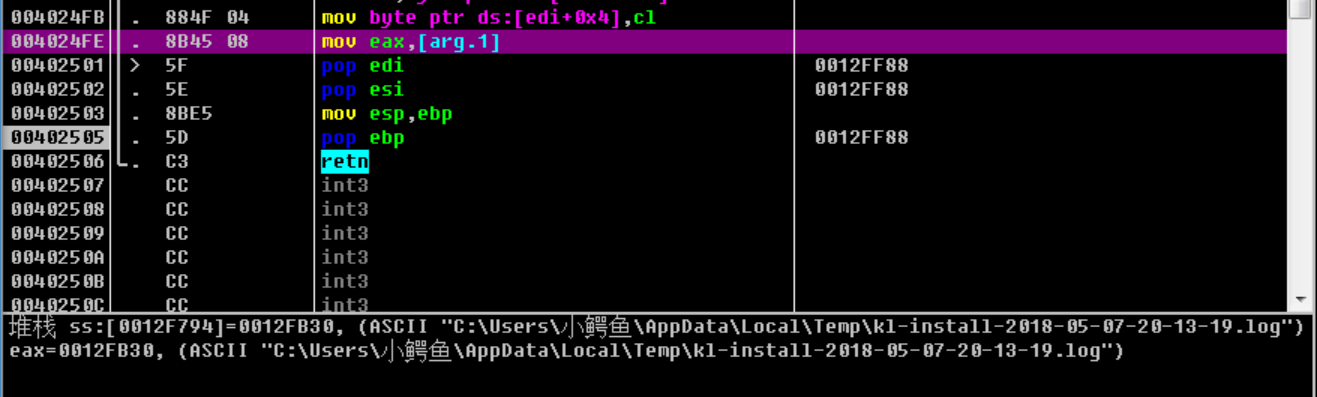 004024FB . 884F 04 mov byte ptr ds:[edi+0x4],cl
004024FE . 8B45 08 mov eax,[arg.1]
00402501 > 5F pop edi 0012FF88
00402502 . 5E pop esi 0012FF88
00402503 . 8BE5 mov esp,ebp
00402505 . 5D pop ebp 0012FF88
00402506 . C3 retn
00402507 CC int3
00402508 CC int3
00402509 CC int3
0040250A CC int3
0040250B CC int3
0040250C CC int3
堆栈 ss:[0012F794]=0012FB30, (ASCII "C:\Users\小鳄鱼\AppData\Local\Temp\kl-install-2018-05-07-20-13-19.log")
eax=0012FB30, (ASCII "C:\Users\小鳄鱼\AppData\Local\Temp\kl-install-2018-05-07-20-13-19.log")